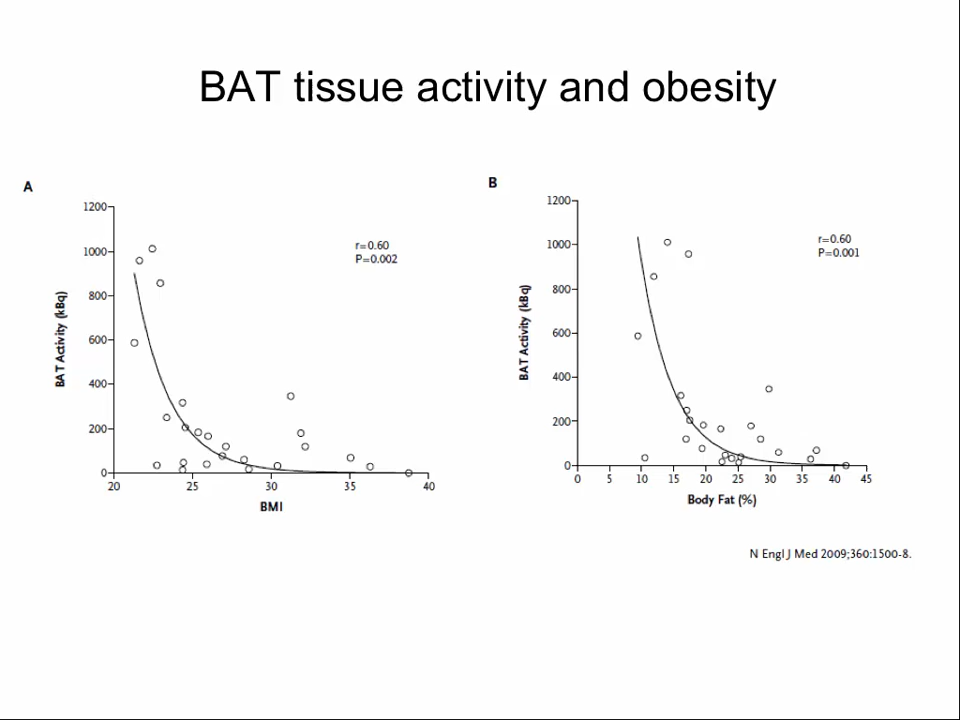 BAT tissue activity and obesity
A
1200
1000
800
600
400
200
0
BAT Activity (kBq)
r=0.60
P=0.002
20 25 30 35 40
BMI
B
1200
1000
800
600
400
200
0
BAT Activity (kBq)
r=0.60
P=0.001
0 5 10 15 20 25 30 35 40 45
Body Fat (%)
N Engl J Med 2009;360:1500-8.